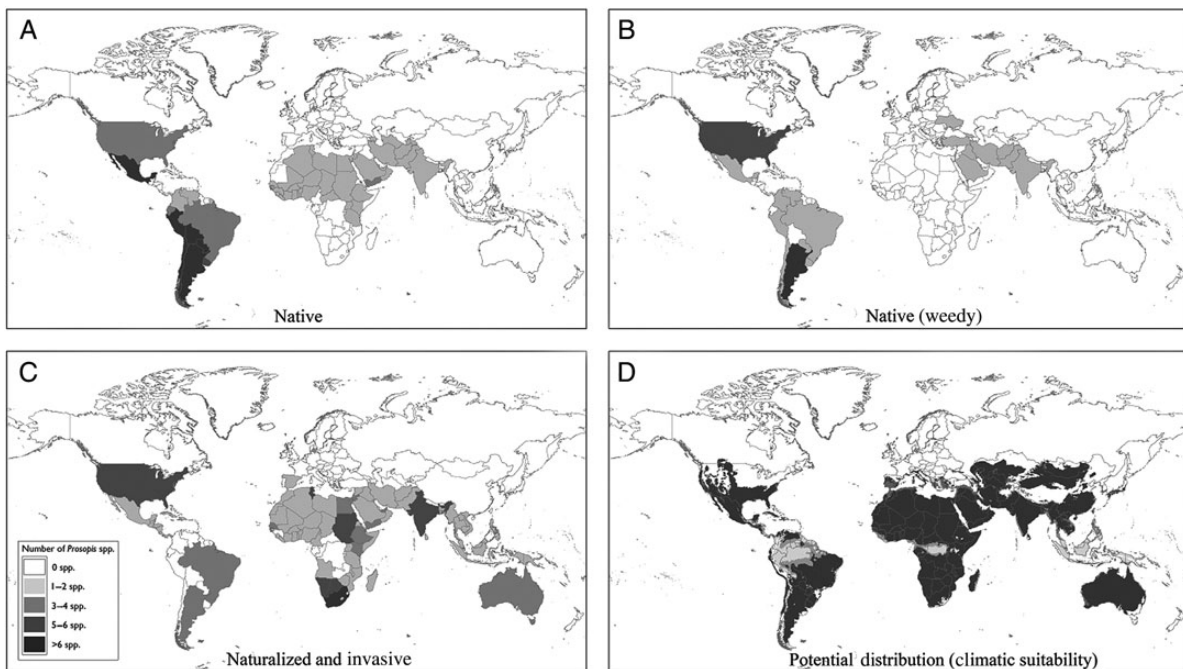 A
Native
B
Native (weedy)
C
Number of Prosopis spp.
0 spp.
1–2 spp.
3–4 spp.
5–6 spp.
>6 spp.
Naturalized and invasive
D
Potential distribution (climatic suitability)